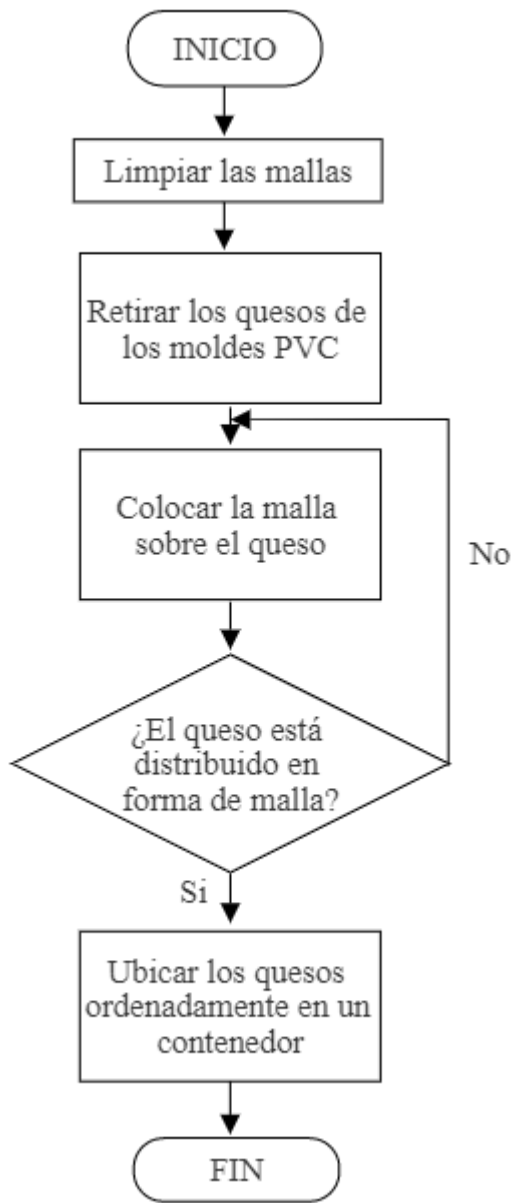 INICIO
Limpiar las mallas
Retirar los quesos de
los moldes PVC
Colocar la malla
sobre el queso
No
¿El queso está
distribuido en
forma de malla?
Si
Ubicar los quesos
ordenadamente en un
contenedor
FIN